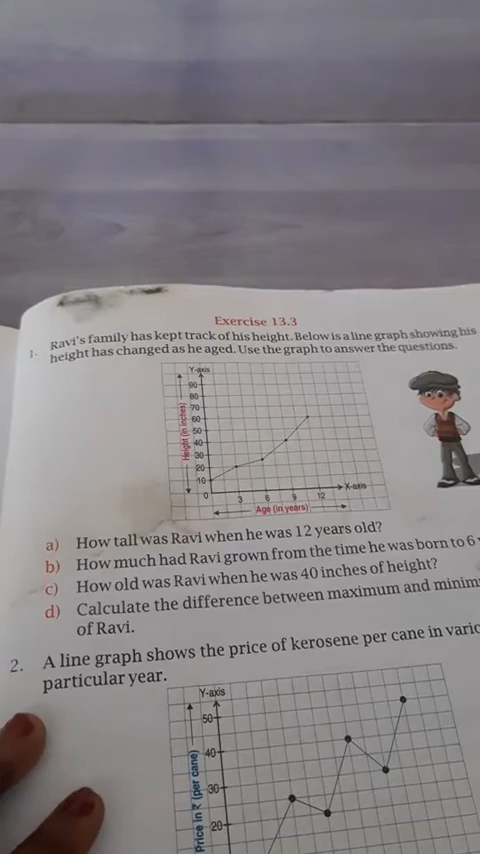 Exercise 13.3
1. Ravi's family has kept track of his height. Below is a line graph showing his
height has changed as he aged. Use the graph to answer the questions.
Y-axis
90
80
70
60
50
40
30
20
10
0
Height (in inches)
3 6 9 12
X-axis
Age (in years)
a) How tall was Ravi when he was 12 years old?
b) How much had Ravi grown from the time he was born to 6
c) How old was Ravi when he was 40 inches of height?
d) Calculate the difference between maximum and minim
of Ravi.
2. A line graph shows the price of kerosene per cane in vario
particular year.
Y-axis
50
40
30
20
Price in ₹ (per cane)